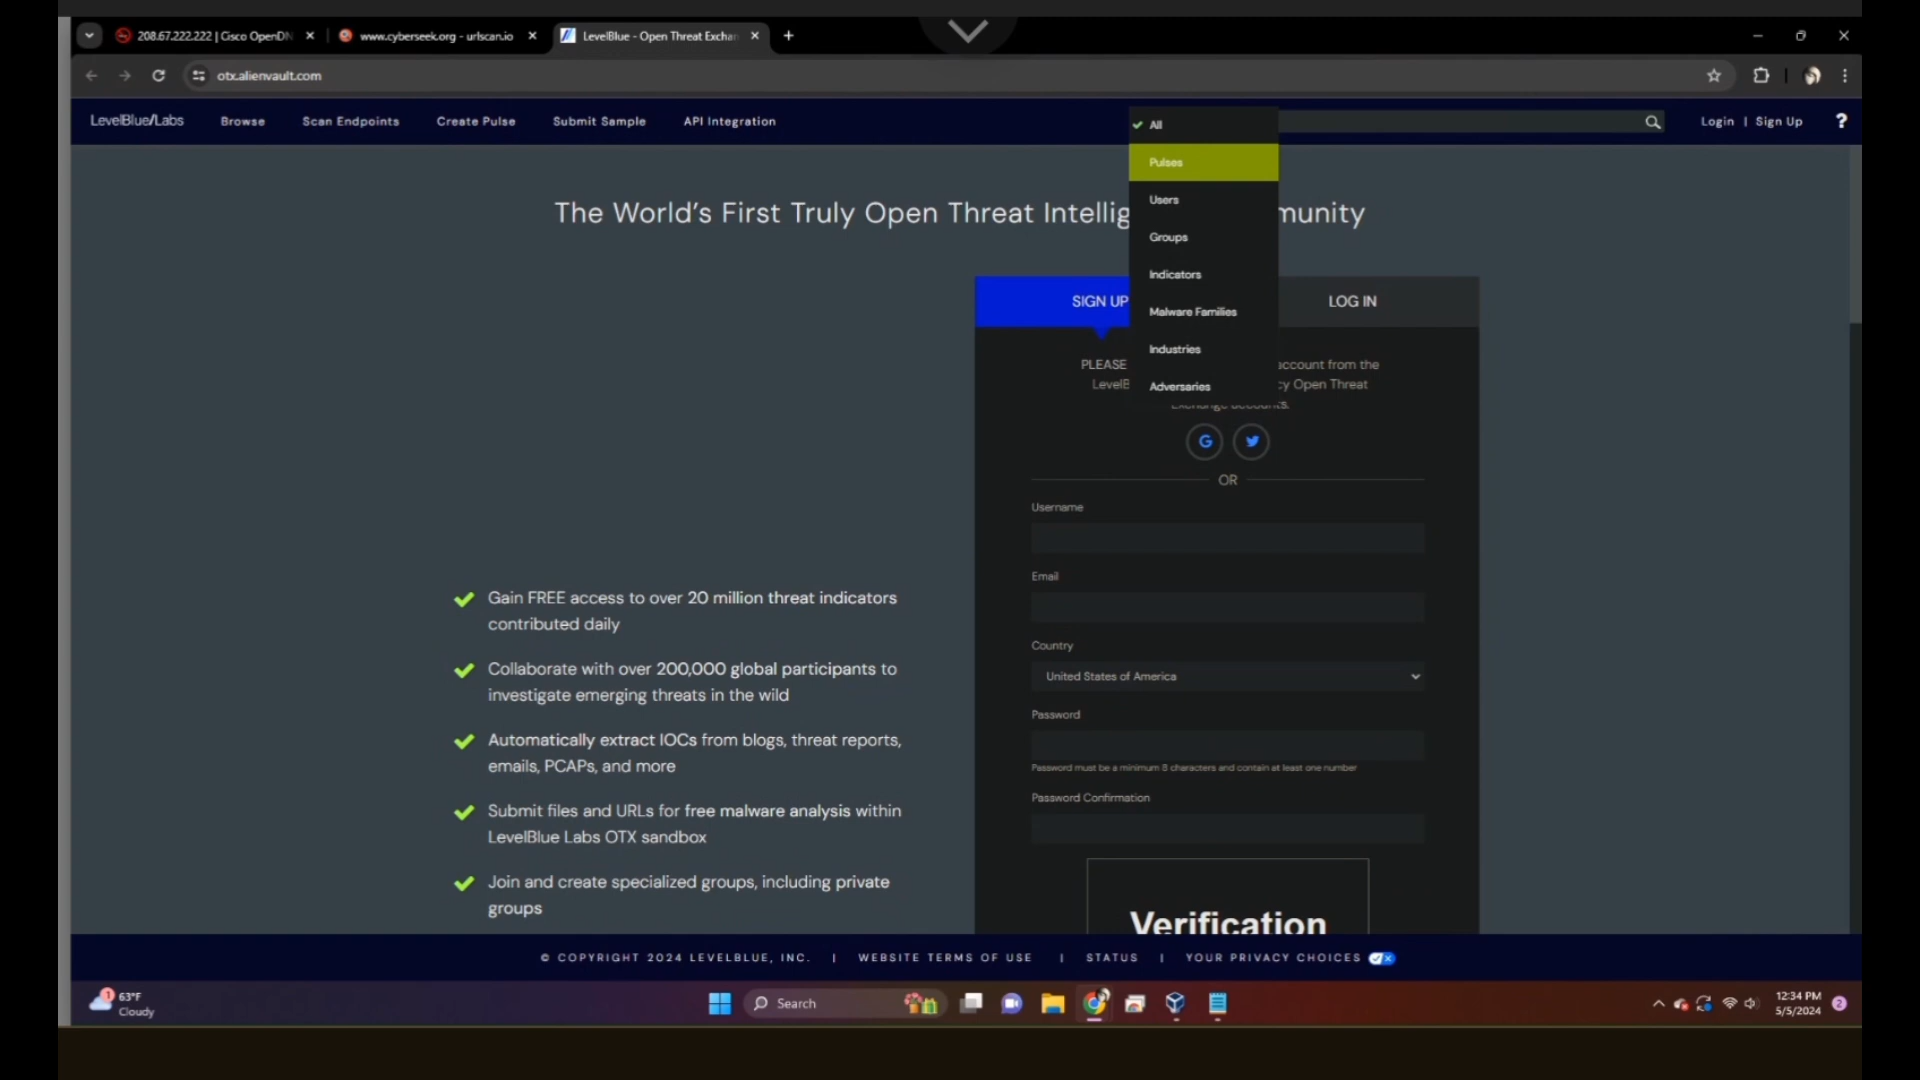 208.67.222.222 | Cisco OpenDN
www.cyberseek.org - urlscan.io
LevelBlue - Open Threat Exchan
otx.alienvault.com
LevelBlue/Labs
Browse
Scan Endpoints
Create Pulse
Submit Sample
API Integration
All
Login | Sign Up
?
Pulses
Users
Groups
Indicators
Malware Families
Industries
Adversaries
The World's First Truly Open Threat Intellig munity
SIGN UP
LOG IN
PLEASE account from the
LevelB cy Open Threat
G
OR
Username
Email
Country
United States of America
Password
Password must be a minimum 8 characters and contain at least one number
Password Confirmation
Verification
Gain FREE access to over 20 million threat indicators
contributed daily
Collaborate with over 200,000 global participants to
investigate emerging threats in the wild
Automatically extract IOCs from blogs, threat reports,
emails, PCAPs, and more
Submit files and URLs for free malware analysis within
LevelBlue Labs OTX sandbox
Join and create specialized groups, including private
groups
© COPYRIGHT 2024 LEVELBLUE, INC. | WEBSITE TERMS OF USE | STATUS | YOUR PRIVACY CHOICES
1
63°F
Cloudy
Search
12:34 PM
5/5/2024
2